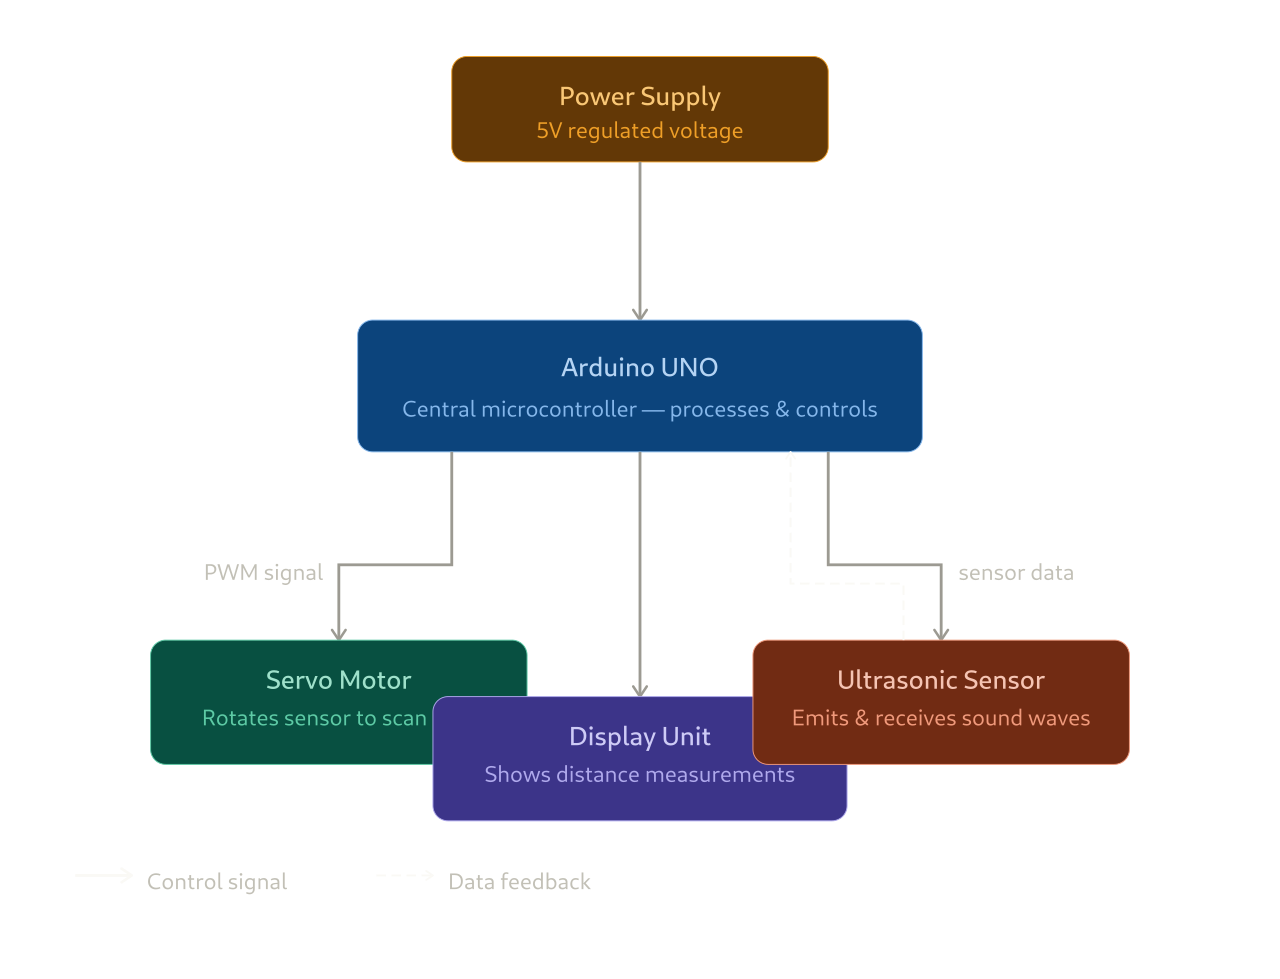 Power Supply
5V regulated voltage
Arduino UNO
Central microcontroller — processes & controls
PWM signal
sensor data
Servo Motor
Rotates sensor to scan
Ultrasonic Sensor
Emits & receives sound waves
Display Unit
Shows distance measurements
Control signal
Data feedback